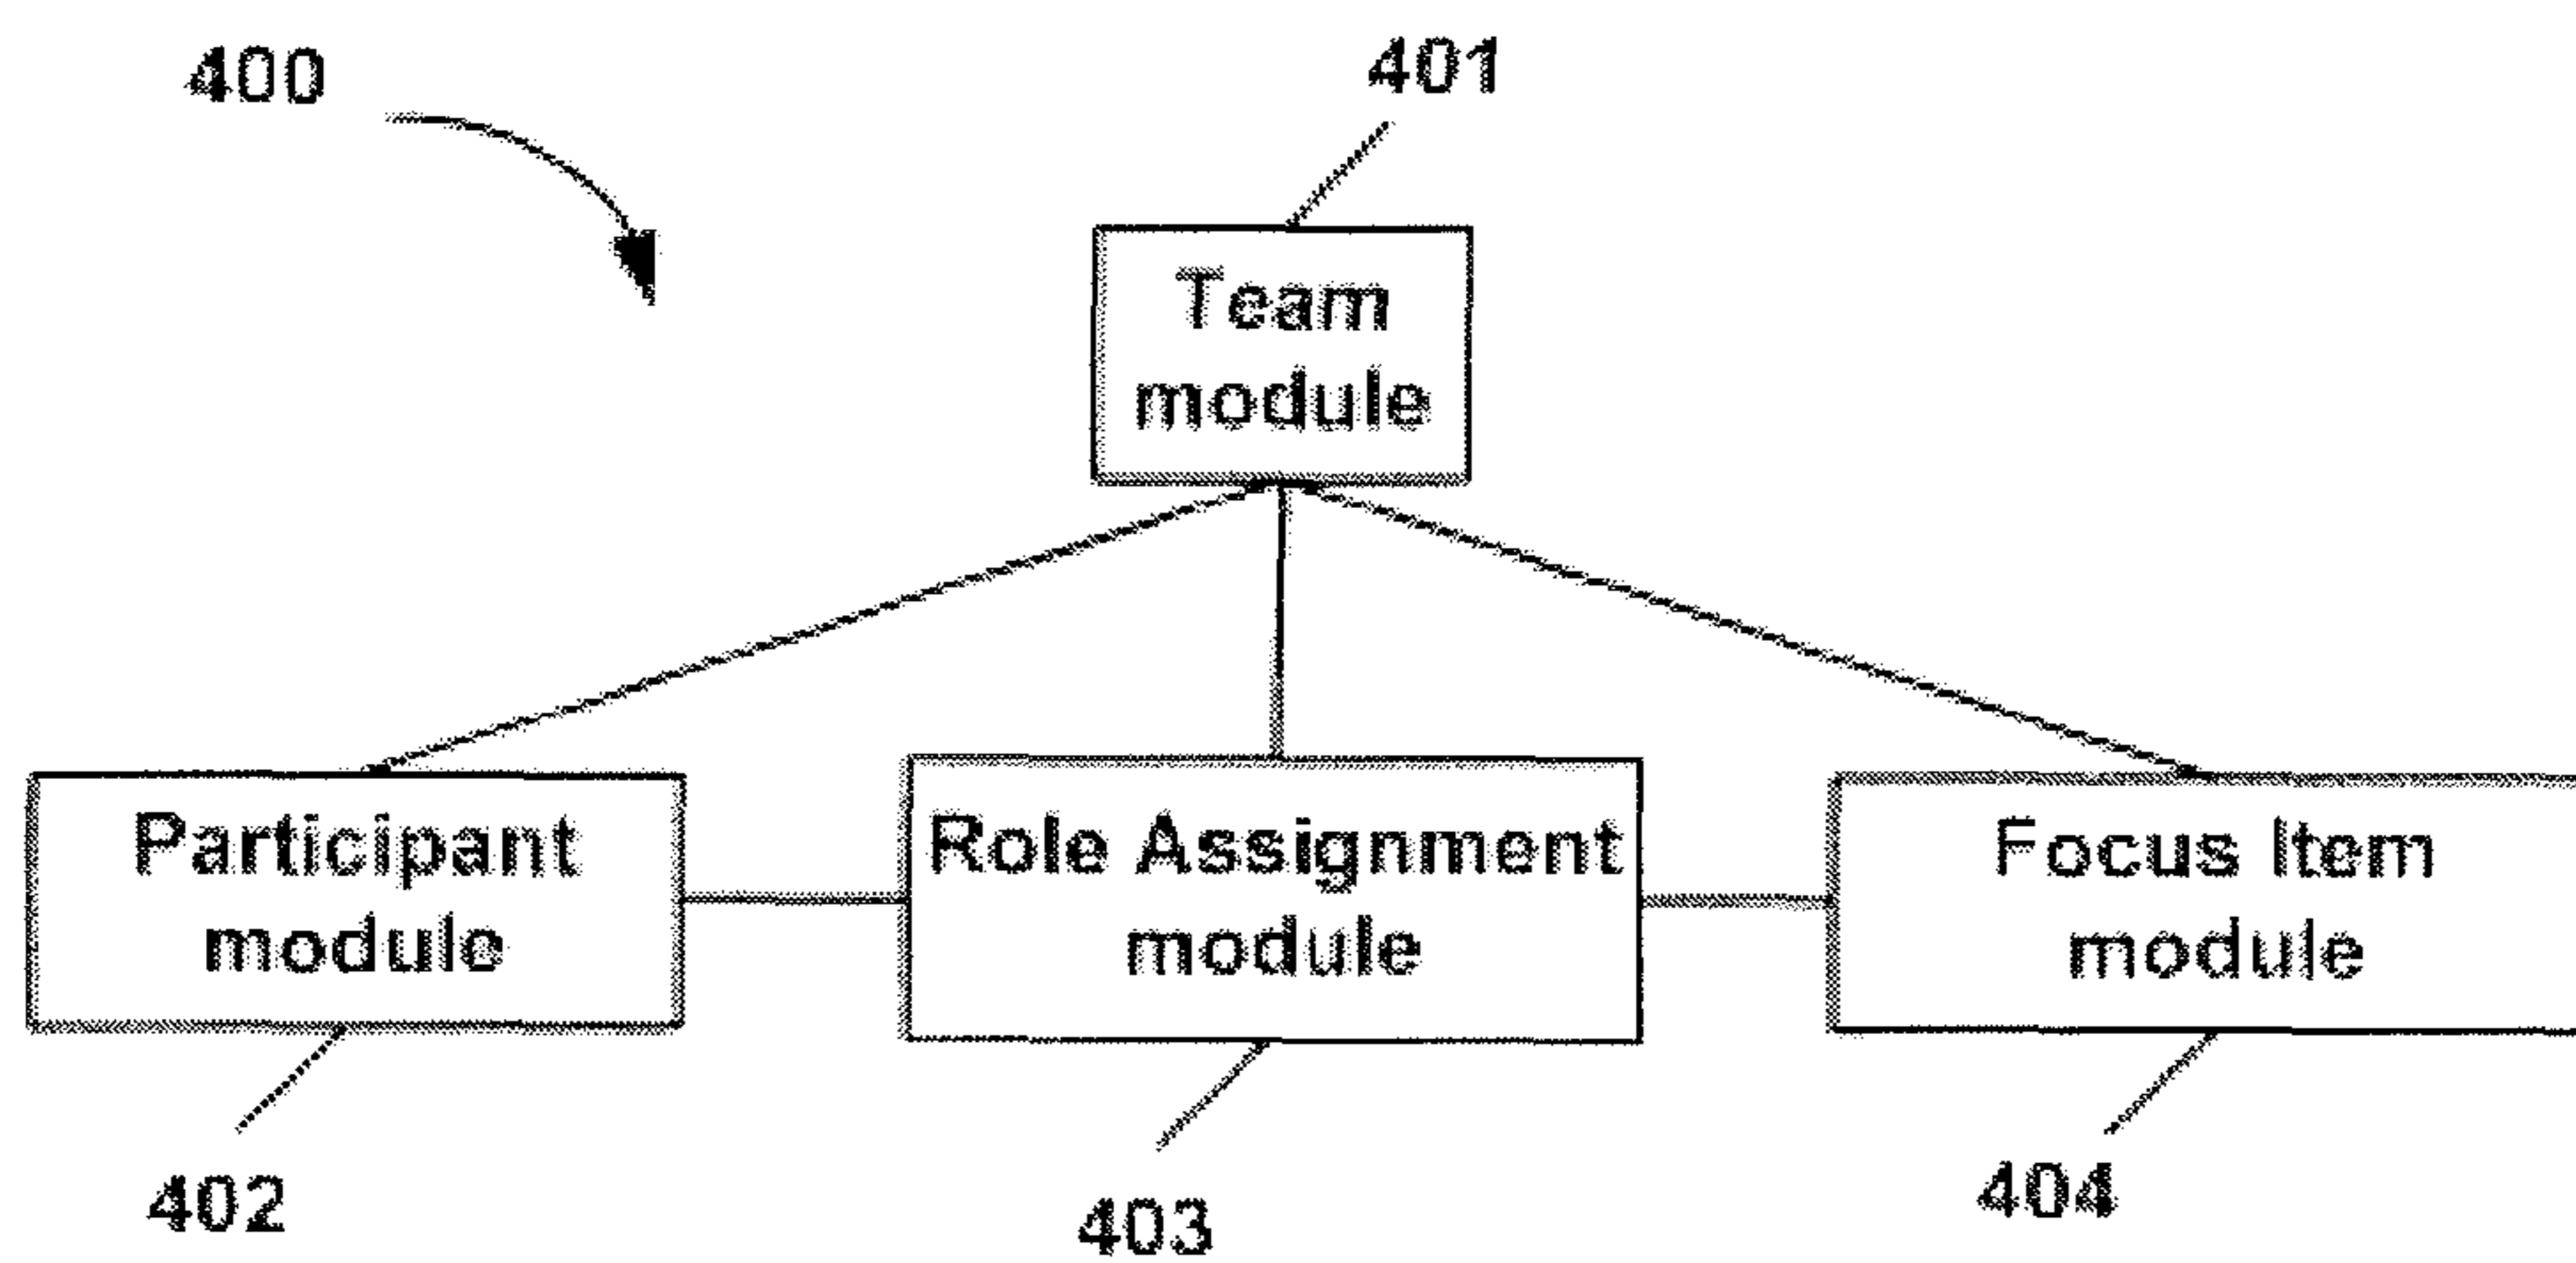 400
401
Team
module
Participant
module
Role Assignment
module
Focus Item
module
402
403
404